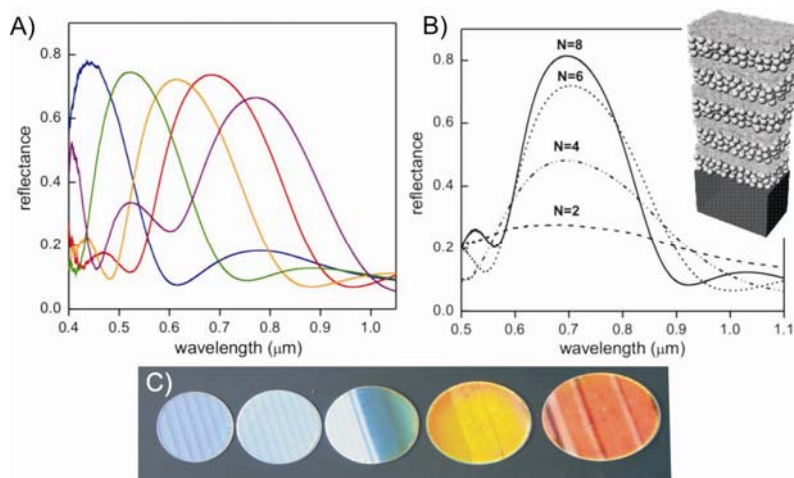 A)
0.8
0.6
0.4
0.2
0.0
reflectance
0.4 0.5 0.6 0.7 0.8 0.9 1.0
wavelength (μm)
B)
0.8
0.6
0.4
0.2
0.0
reflectance
N=8
N=6
N=4
N=2
0.5 0.6 0.7 0.8 0.9 1.0 1.1
wavelength (μm)
C)